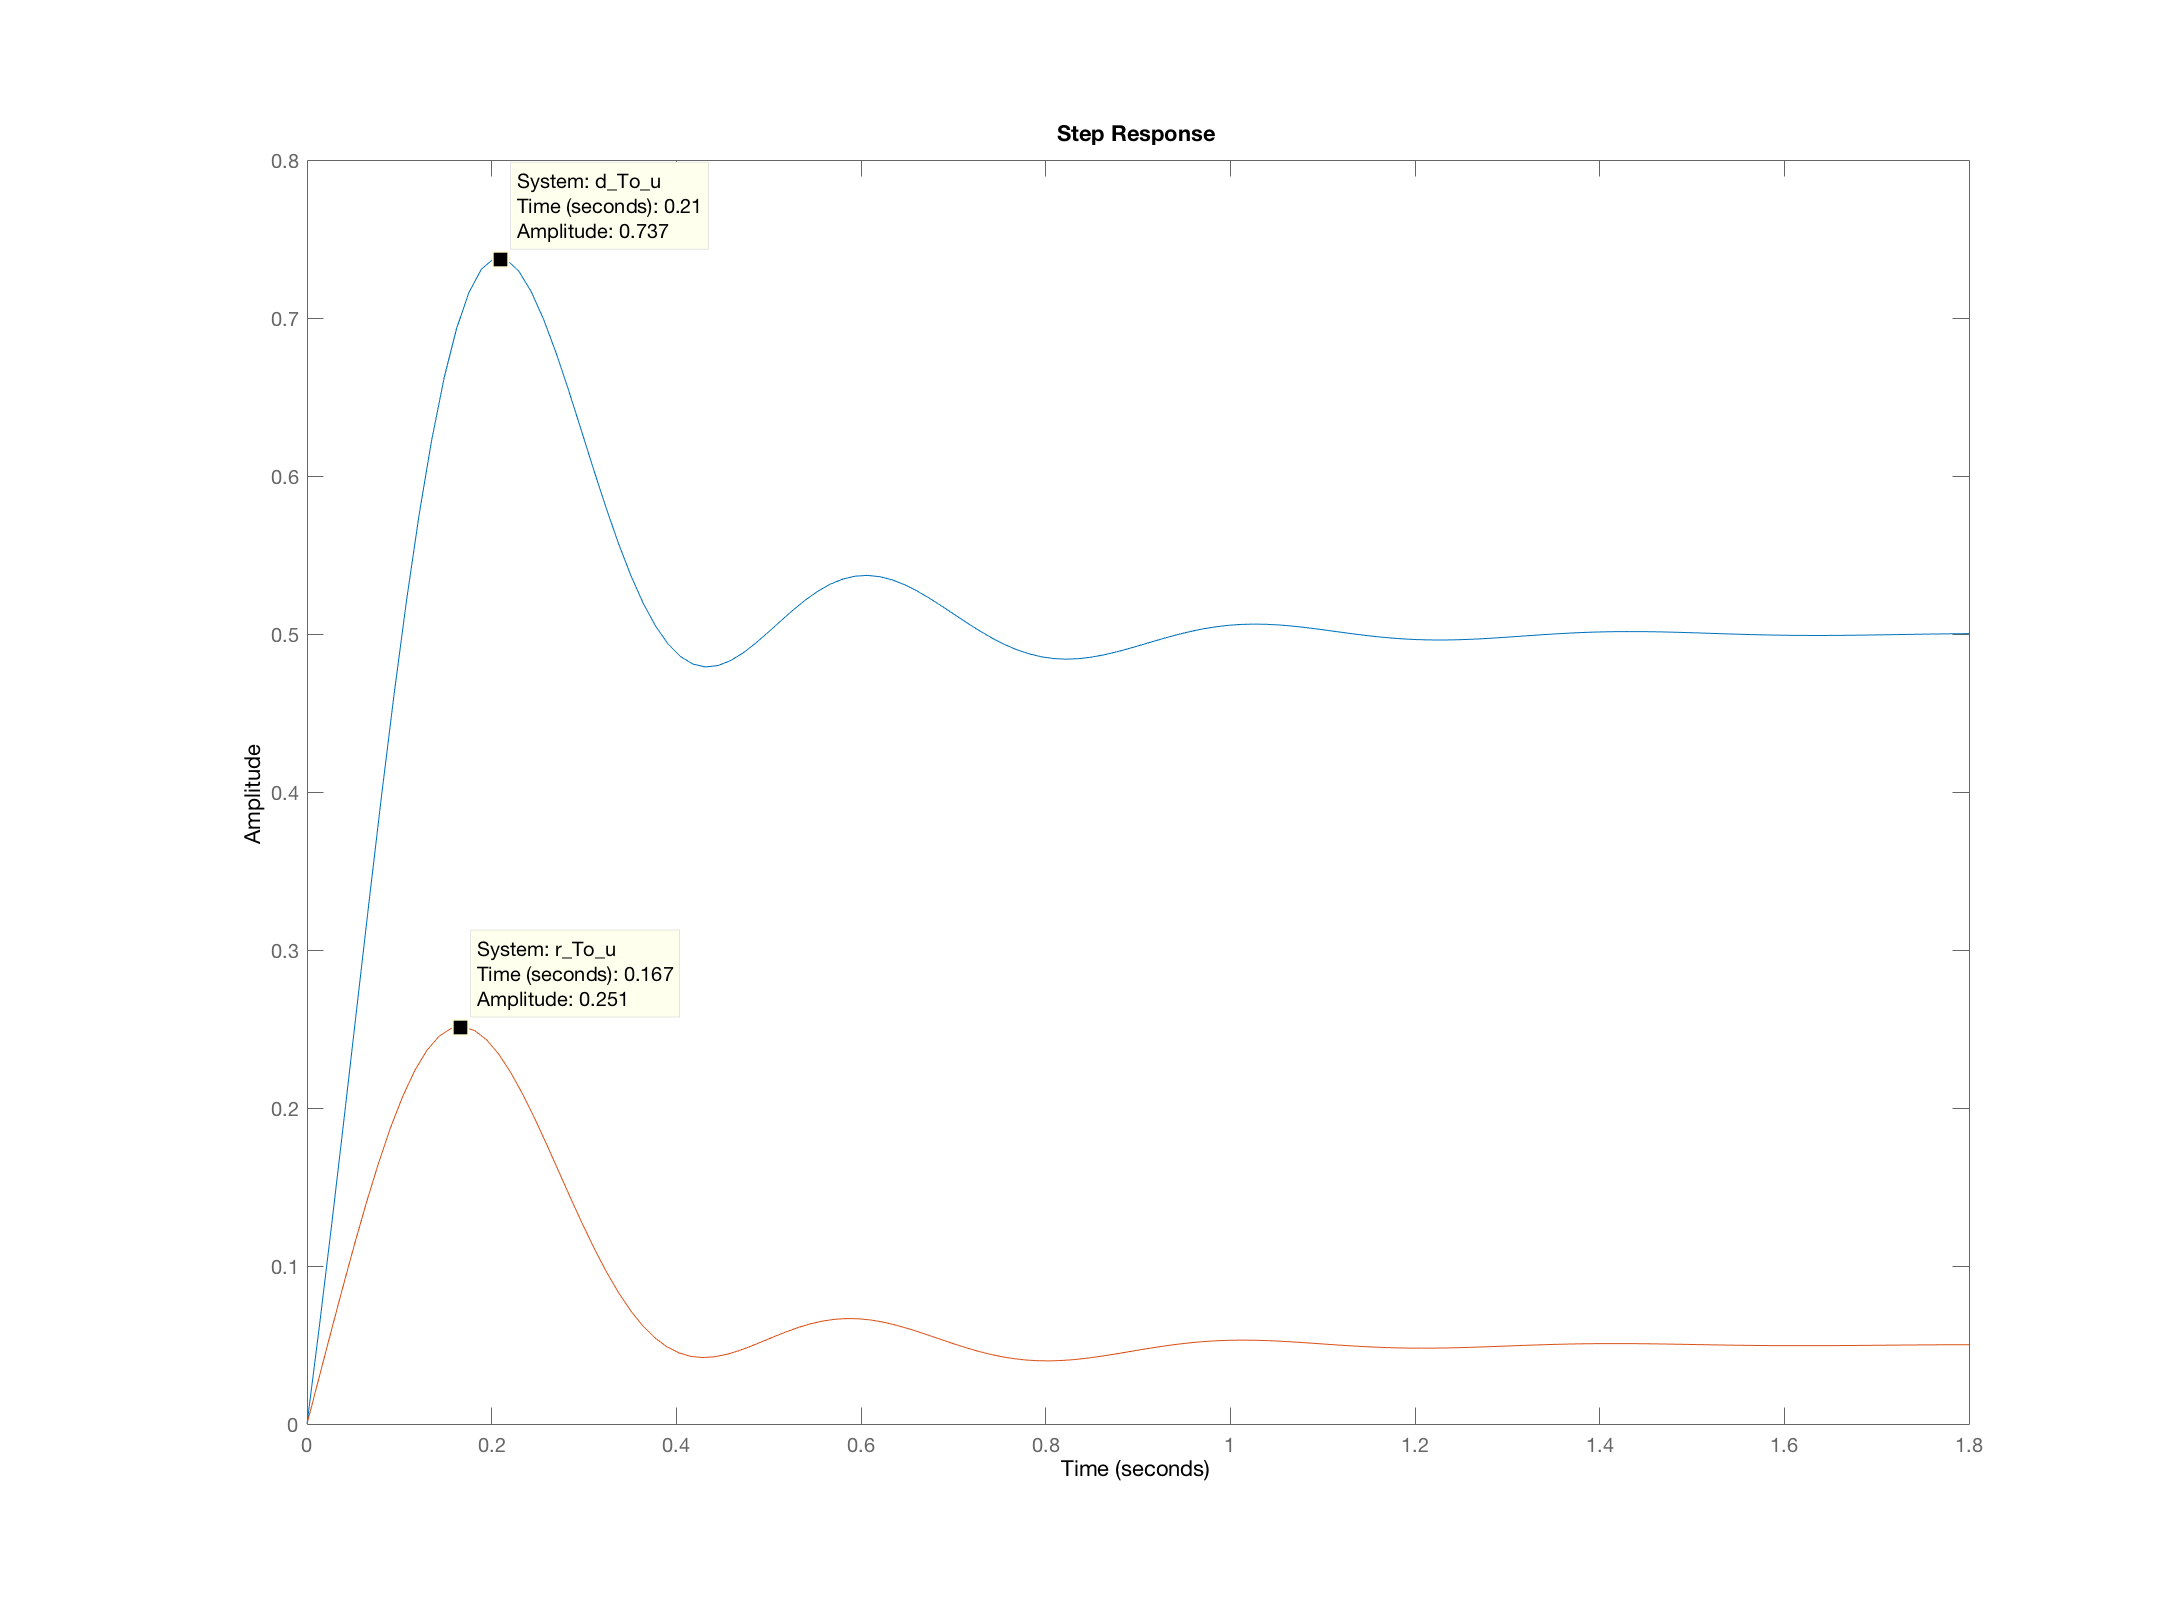 Step Response
System: d_To_u
Time (seconds): 0.21
Amplitude: 0.737
System: r_To_u
Time (seconds): 0.167
Amplitude: 0.251
Amplitude
0.8
0.7
0.6
0.5
0.4
0.3
0.2
0.1
0
0 0.2 0.4 0.6 0.8 1 1.2 1.4 1.6 1.8
Time (seconds)